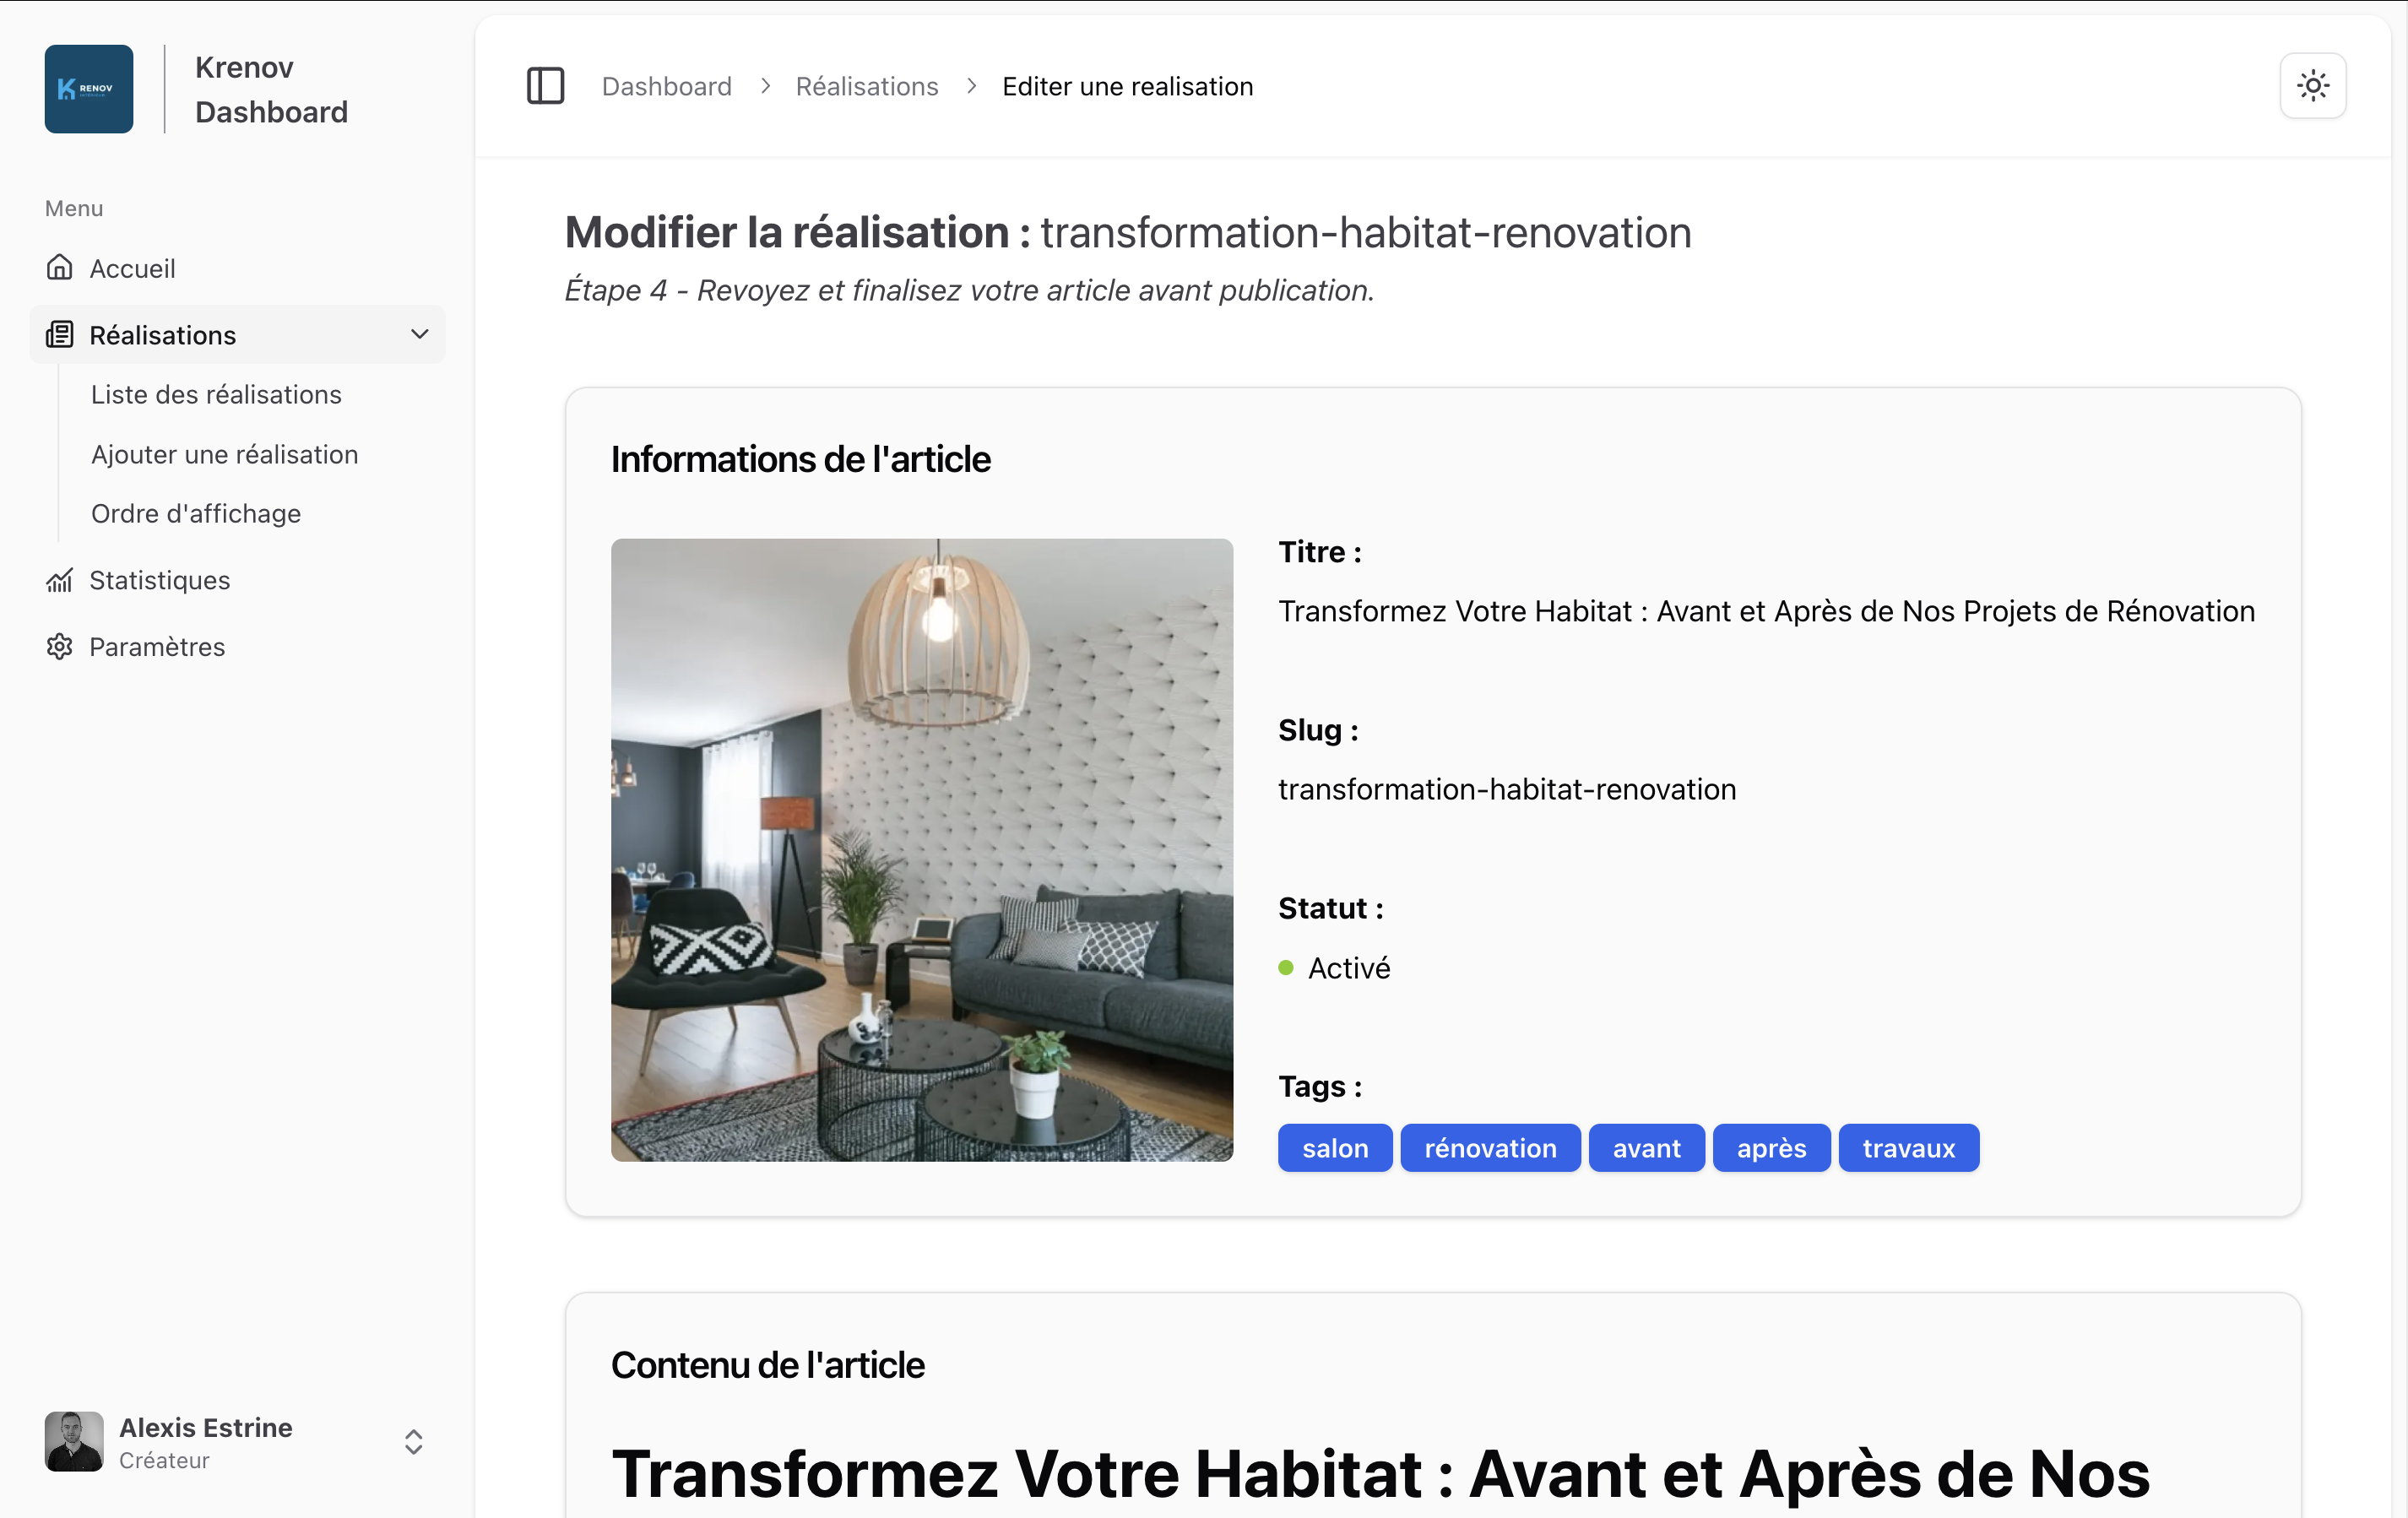 RENOV
Krenov
Dashboard
Menu
Accueil
Réalisations
Liste des réalisations
Ajouter une réalisation
Ordre d'affichage
Statistiques
Paramètres
Alexis Estrine
Créateur
Dashboard > Réalisations > Editer une realisation
Modifier la réalisation : transformation-habitat-renovation
Étape 4 - Revoyez et finalisez votre article avant publication.
Informations de l'article
Titre :
Transformez Votre Habitat : Avant et Après de Nos Projets de Rénovation
Slug :
transformation-habitat-renovation
Statut :
Activé
Tags :
salon rénovation avant après travaux
Contenu de l'article
Transformez Votre Habitat : Avant et Après de Nos